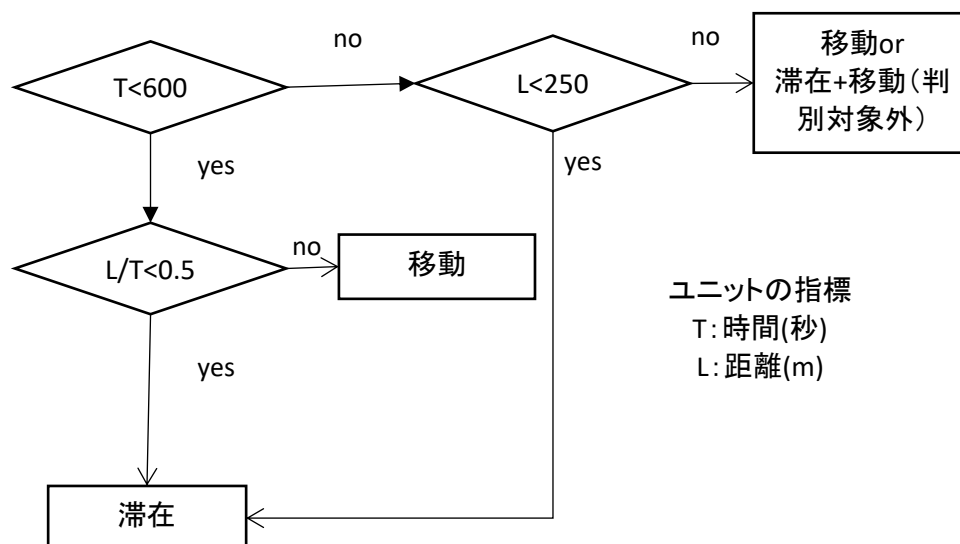 T<600
no
L<250
no
移動or
滞在+移動(判
別対象外)
yes
yes
L/T<0.5
no
移動
ユニットの指標
T:時間(秒)
L:距離(m)
yes
滞在